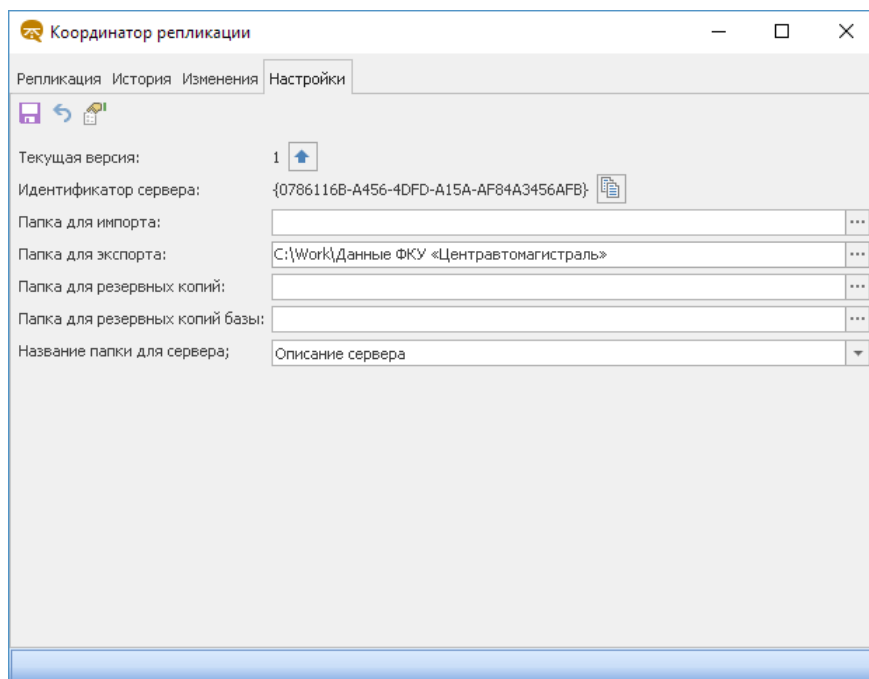 Координатор репликации
Репликация История Изменения Настройки
Текущая версия: 1
Идентификатор сервера: {0786116B-A456-4DFD-A15A-AF84A3456AFB}
Папка для импорта:
Папка для экспорта: C:\Work\Данные ФКУ «Центравтомагистраль»
Папка для резервных копий:
Папка для резервных копий базы:
Название папки для сервера; Описание сервера